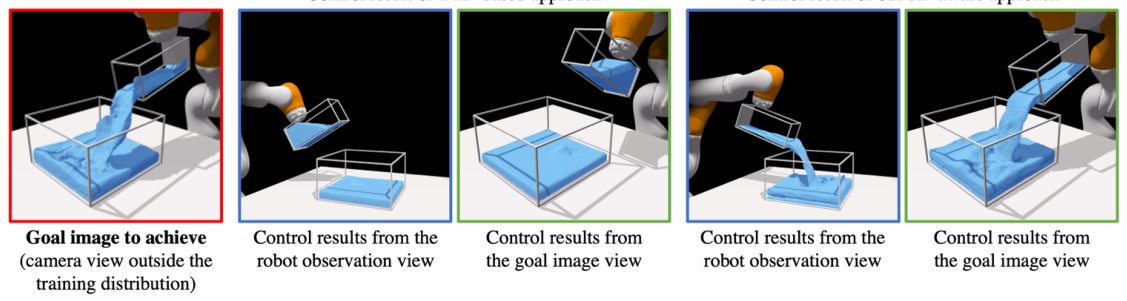 Goal image to achieve
(camera view outside the
training distribution)
Control results from the
robot observation view
Control results from
the goal image view
Control results from the
robot observation view
Control results from
the goal image view